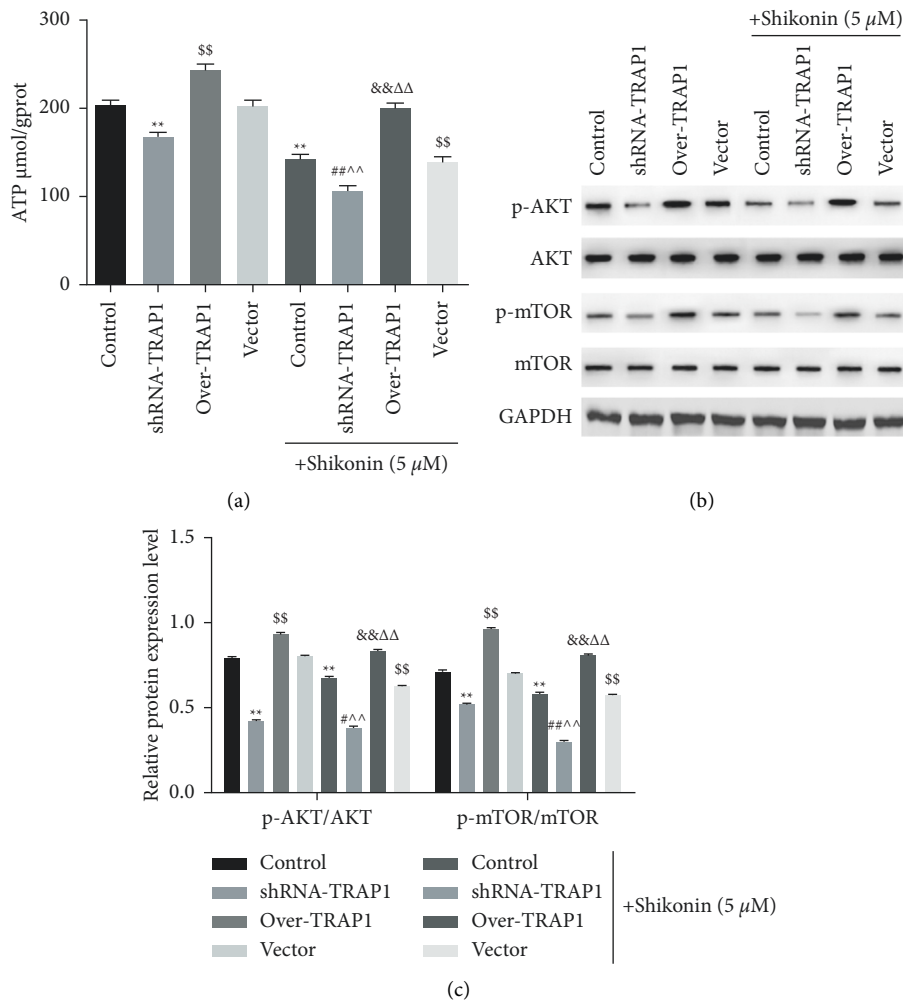 300
200
100
0
ATP μmol/gprot
**
$$
**
##^^
&&ΔΔ
$$
Control
shRNA-TRAP1
Over-TRAP1
Vector
Control
shRNA-TRAP1
Over-TRAP1
Vector
+Shikonin (5 μM)
(a)
+Shikonin (5 μM)
Control
shRNA-TRAP1
Over-TRAP1
Vector
Control
shRNA-TRAP1
Over-TRAP1
Vector
p-AKT
AKT
p-mTOR
mTOR
GAPDH
(b)
1.5
1.0
0.5
0.0
Relative protein expression level
**
$$
**
#^^
&&ΔΔ
$$
**
$$
**
##^^
&&ΔΔ
$$
p-AKT/AKT
p-mTOR/mTOR
Control
shRNA-TRAP1
Over-TRAP1
Vector
Control
shRNA-TRAP1
Over-TRAP1
Vector
+Shikonin (5 μM)
(c)